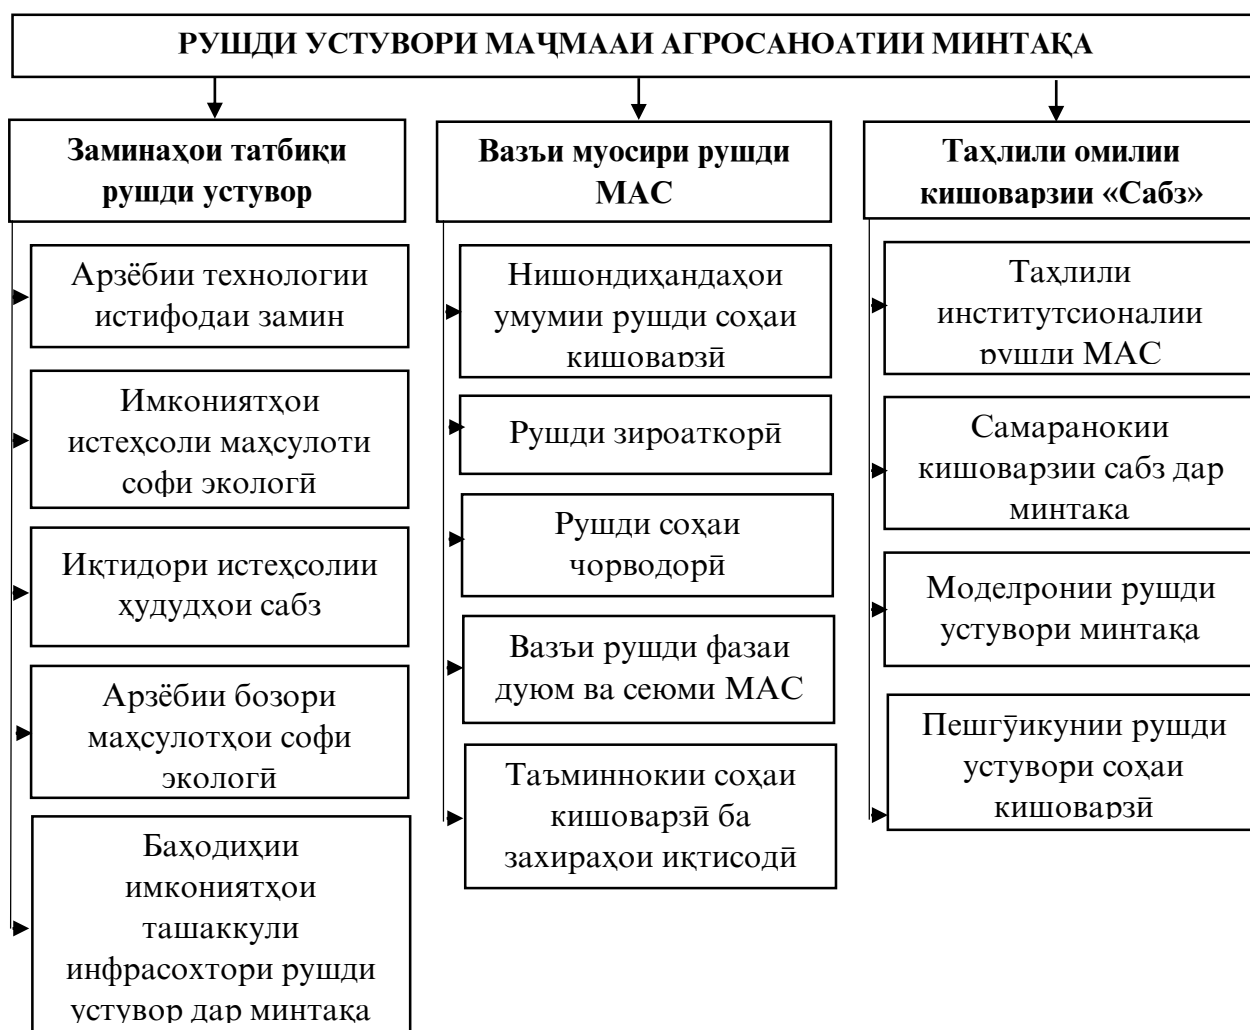 РУШДИ УСТУВОРИ МАҶМААИ АГРОСАНОАТИИ МИНТАҚА
Заминаҳои татбиқи
рушди устувор
Арзёбии технологии
истифодаи замин
Имкониятҳои
истеҳсоли маҳсулоти
софи экологӣ
Иқтидори истеҳсолии
ҳудудҳои сабз
Арзёбии бозори
маҳсулотҳои софи
экологӣ
Баҳодиҳии
имкониятҳои
ташаккули
инфрасохтори рушди
устувор дар минтақа
Вазъи муосири рушди
МАС
Нишондиҳандаҳои
умумии рушди соҳаи
кишоварзӣ
Рушди зироаткорӣ
Рушди соҳаи
чорводорӣ
Вазъи рушди фазаи
дуюм ва сеюми МАС
Таъминнокии соҳаи
кишоварзӣ ба
захираҳои иқтисодӣ
Таҳлили омилии
кишоварзии «Сабз»
Таҳлили
институтсионалии
рушди МАС
Самаранокии
кишоварзии сабз дар
минтака
Моделронии рушди
устувори минтақа
Пешгӯикунии рушди
устувори соҳаи
кишоварзӣ